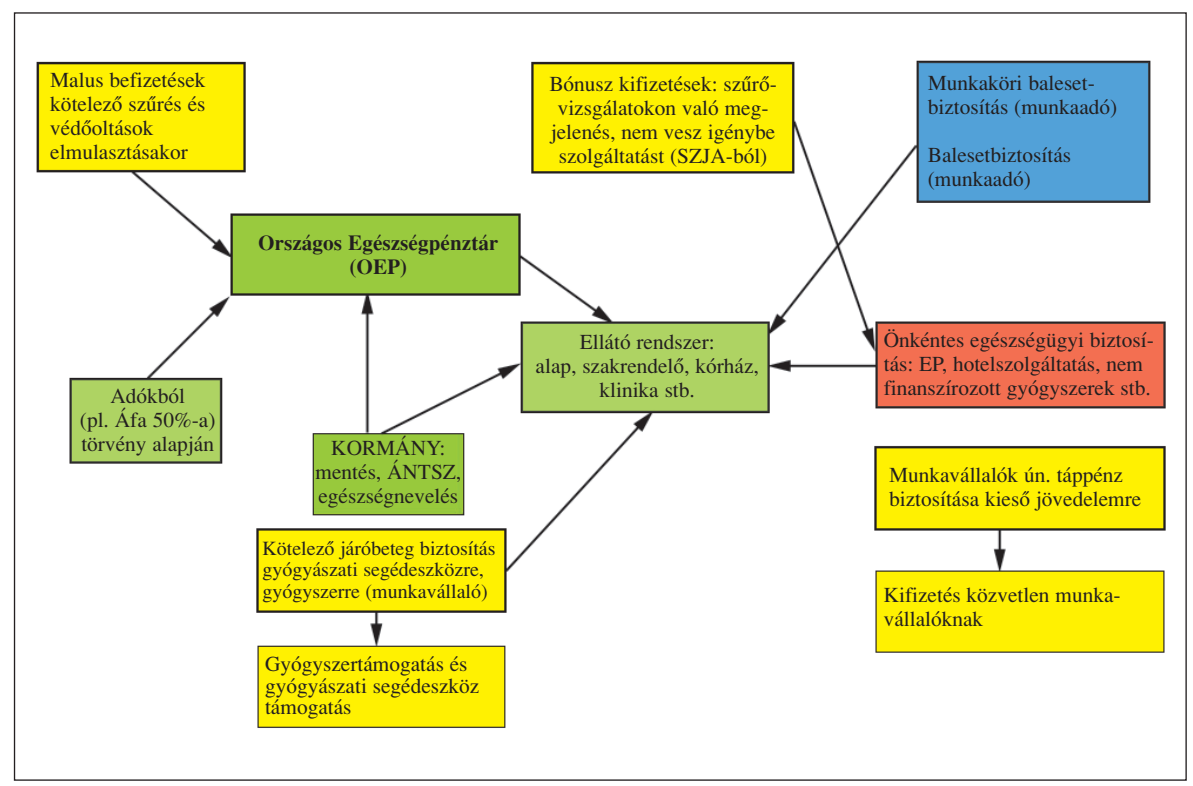 Malus befizetések
kötelező szűrés és
védőoltások
elmulasztásakor
Bónusz kifizetések: szűrő-
vizsgálatokon való meg-
jelenés, nem vesz igénybe
szolgáltatást (SZJA-ból)
Munkaköri baleset-
biztosítás (munkaadó)
Balesetbiztosítás
(munkaadó)
Országos Egészségpénztár
(OEP)
Ellátó rendszer:
alap, szakrendelő, kórház,
klinika stb.
Önkéntes egészségügyi biztosí-
tás: EP, hotelszolgáltatás, nem
finanszírozott gyógyszerek stb.
Adókból
(pl. Áfa 50%-a)
törvény alapján
KORMÁNY:
mentés, ÁNTSZ,
egészségnevelés
Munkavállalók ún. táppénz
biztosítása kieső jövedelemre
Kötelező járóbeteg biztosítás
gyógyászati segédeszközre,
gyógyszerre (munkavállaló)
Kifizetés közvetlen munka-
vállalóknak
Gyógyszertámogatás és
gyógyászati segédeszköz
támogatás